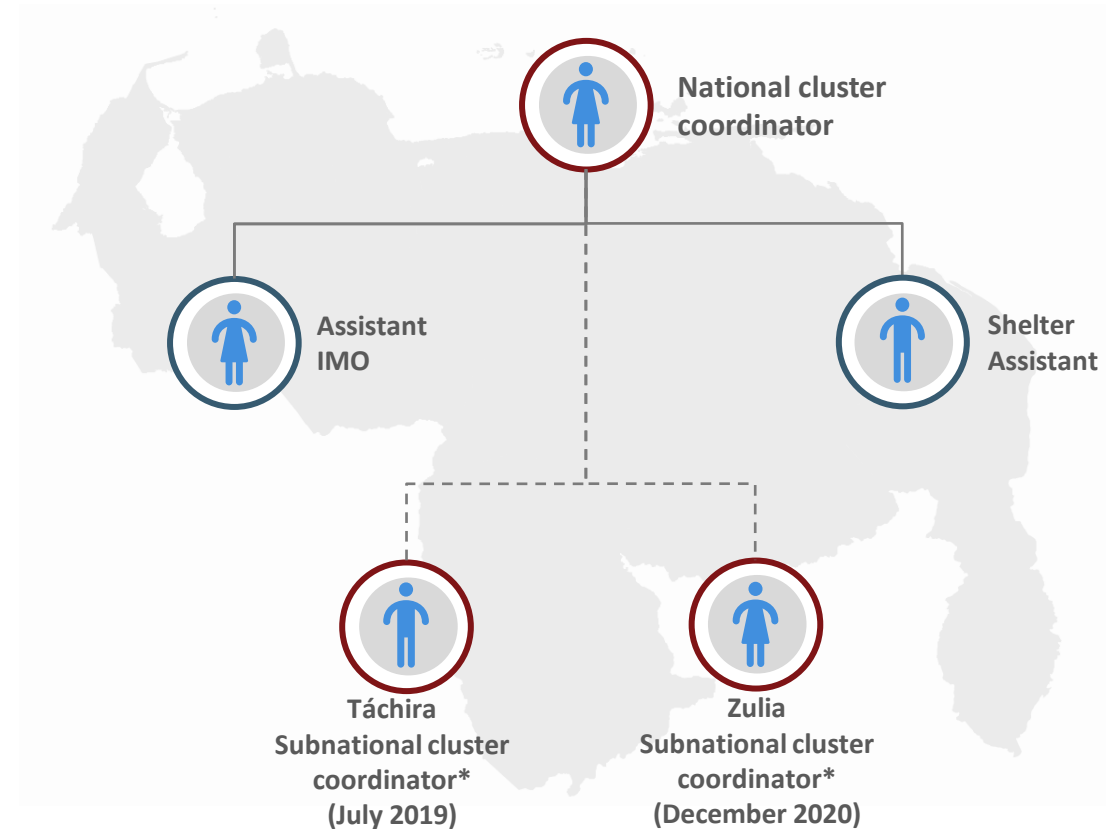 National cluster
coordinator
Assistant
IMO
Shelter
Assistant
Táchira
Subnational cluster
coordinator*
(July 2019)
Zulia
Subnational cluster
coordinator*
(December 2020)